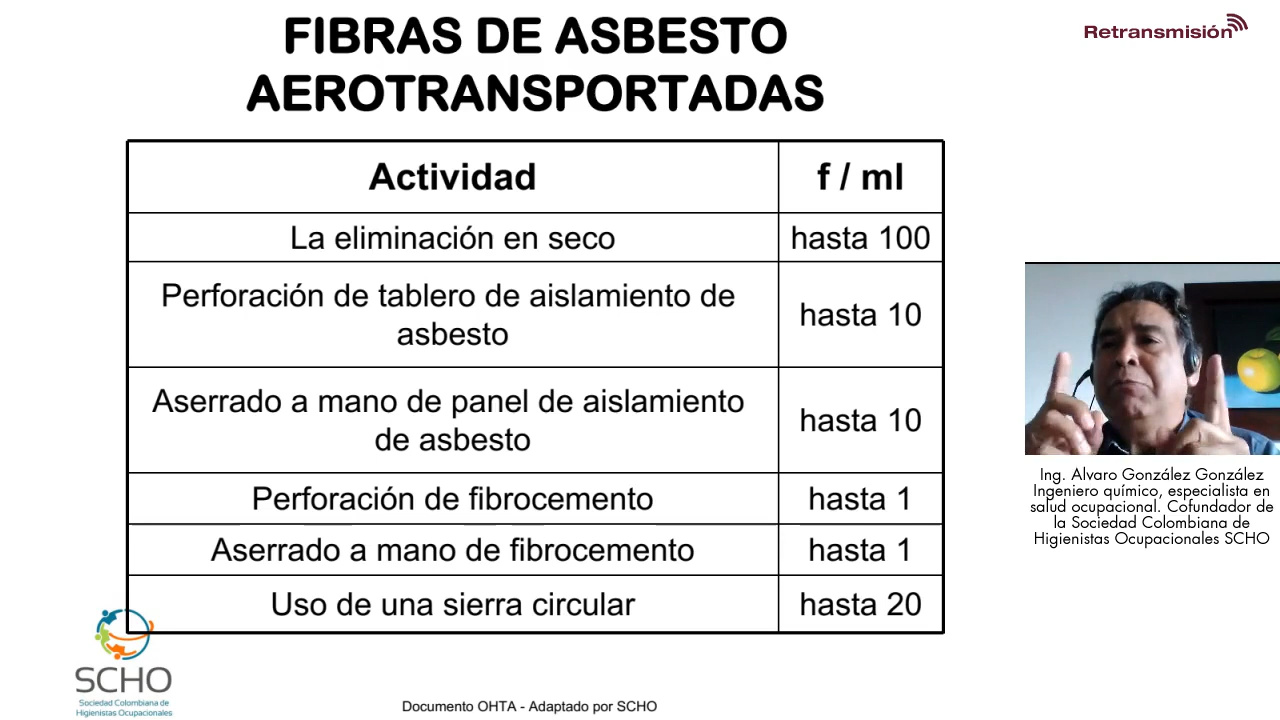 FIBRAS DE ASBESTO
AEROTRANSPORTADAS
Retransmisión
Actividad
f / ml
La eliminación en seco
hasta 100
Perforación de tablero de aislamiento de
asbesto
hasta 10
Aserrado a mano de panel de aislamiento
de asbesto
hasta 10
Perforación de fibrocemento
hasta 1
Aserrado a mano de fibrocemento
hasta 1
Uso de una sierra circular
hasta 20
Ing. Alvaro González González
Ingeniero químico, especialista en
salud ocupacional. Cofundador de
la Sociedad Colombiana de
Higienistas Ocupacionales SCHO
SCHO
Sociedad Colombiana de
Higienistas Ocupacionales
Documento OHTA - Adaptado por SCHO